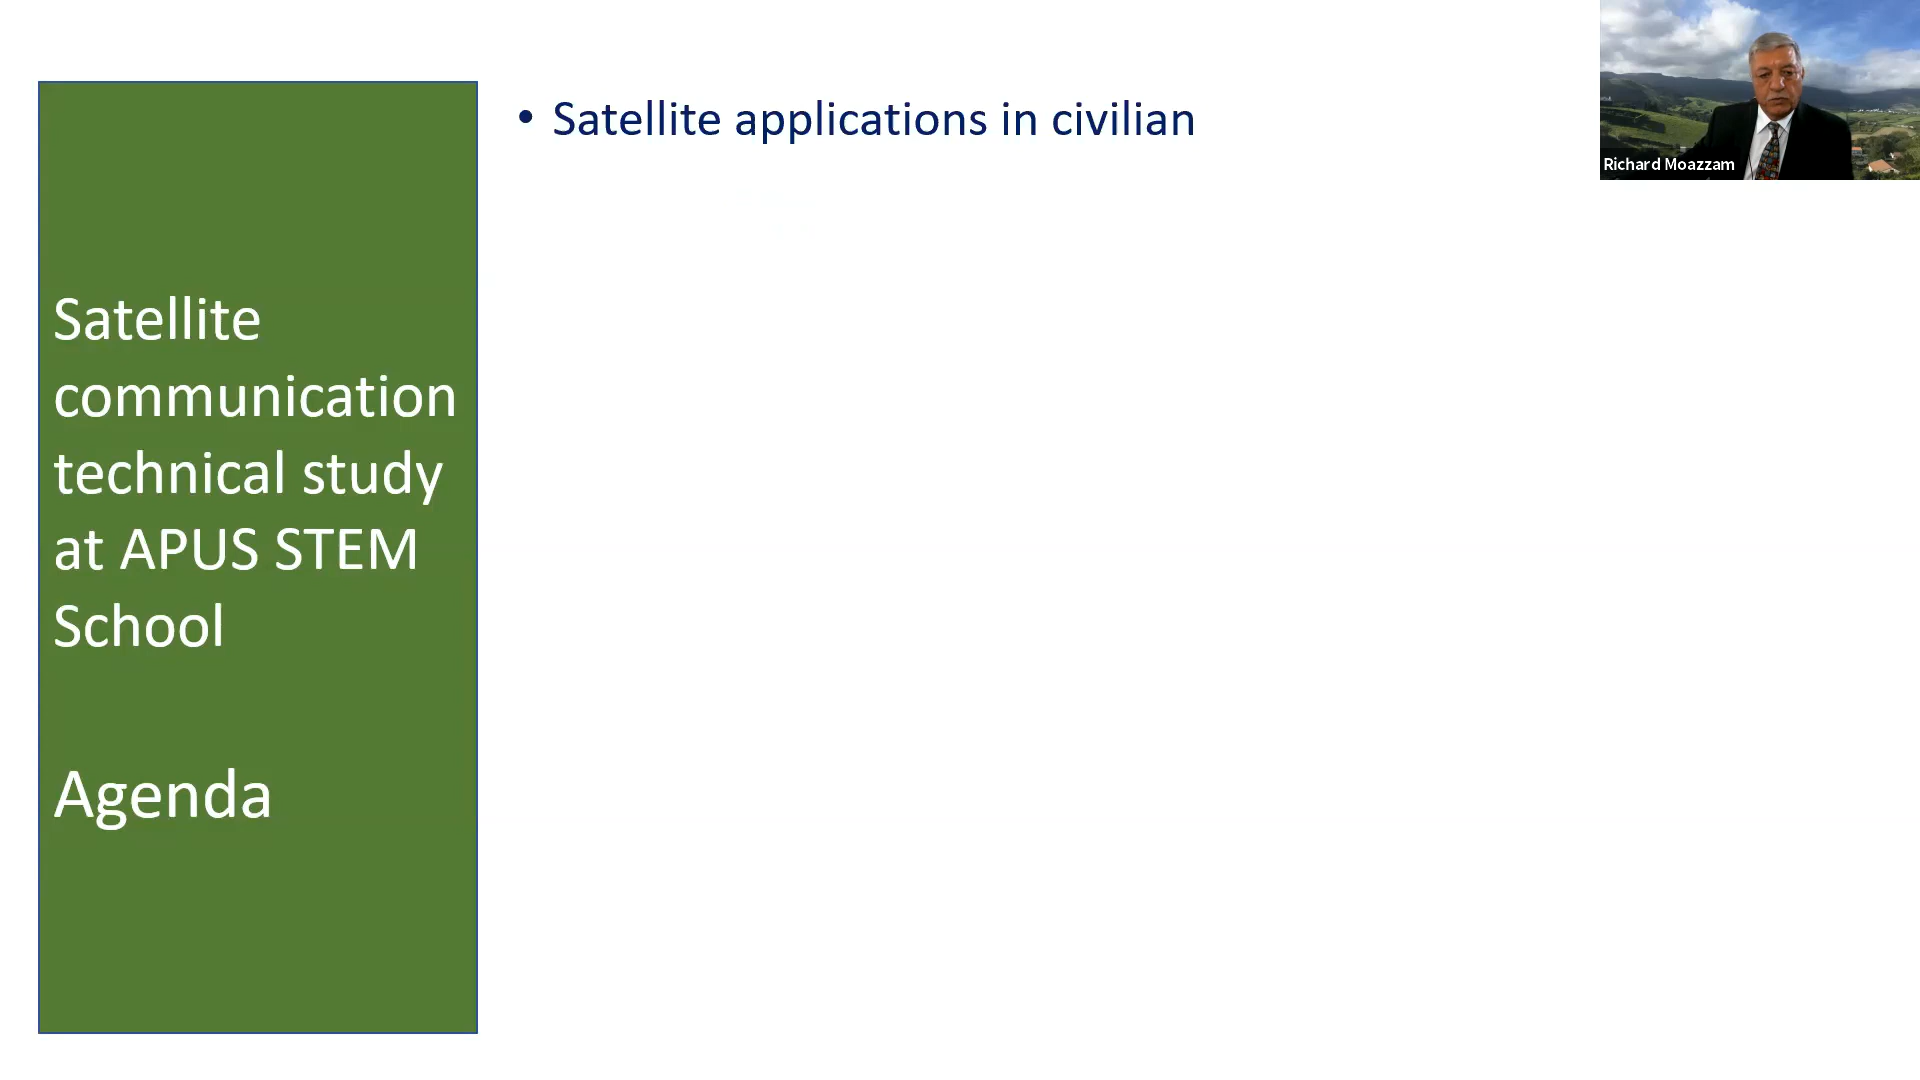 Satellite
communication
technical study
at APUS STEM
School
Agenda
• Satellite applications in civilian
Richard Moazzam